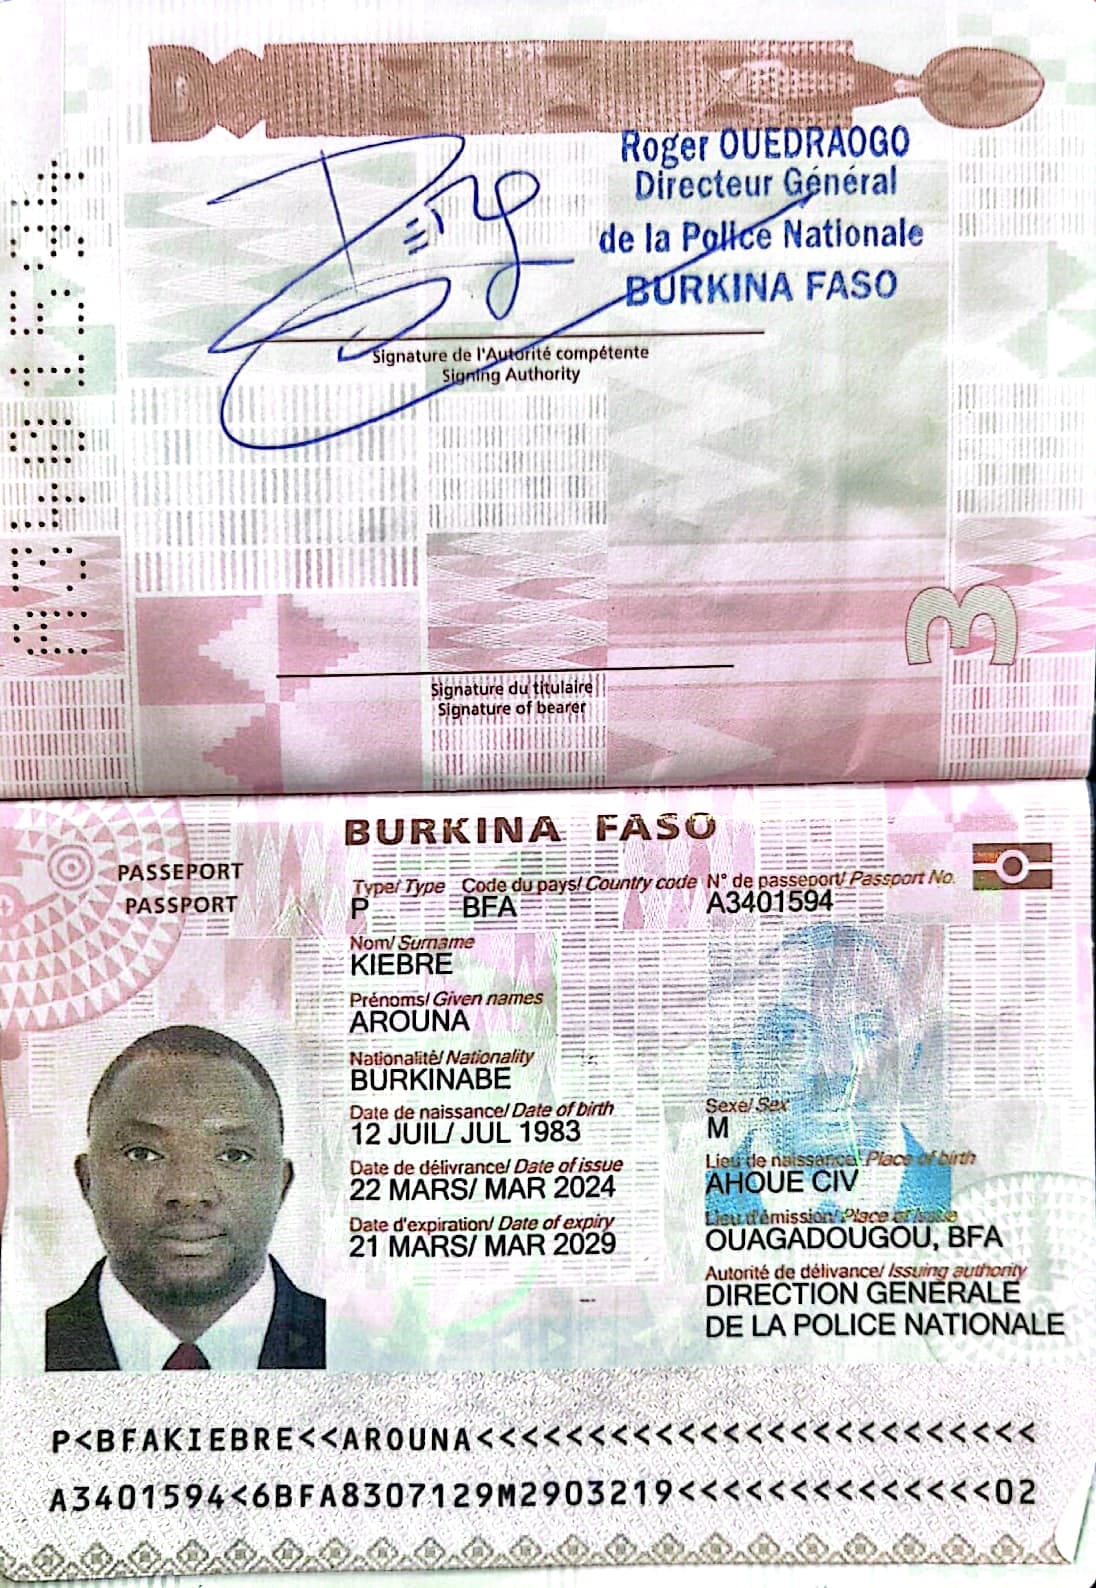 Roger OUEDRAOGO
Directeur Général
de la Police Nationale
BURKINA FASO
Signature de l'Autorité compétente
Signing Authority
3
Signature du titulaire
Signature of bearer
BURKINA FASO
PASSEPORT
PASSPORT
Type/ Type Code du pays/ Country code N° de passeport/ Passport No.
P BFA A3401594
Nom/ Surname
KIEBRE
Prénoms/ Given names
AROUNA
Nationalité/ Nationality
BURKINABE
Date de naissance/ Date of birth Sexe/ Sex
12 JUIL/ JUL 1983 M
Date de délivrance/ Date of issue Lieu de naissance/ Place of birth
22 MARS/ MAR 2024 AHOUE CIV
Date d'expiration/ Date of expiry Lieu d'émission/ Place of issue
21 MARS/ MAR 2029 OUAGADOUGOU, BFA
Autorité de délivance/ Issuing authority
DIRECTION GENERALE
DE LA POLICE NATIONALE
P<BFAKIEBRE<<AROUNA<<<<<<<<<<<<<<<<<<<<<<<<<
A3401594<6BFA8307129M2903219<<<<<<<<<<<<<<02